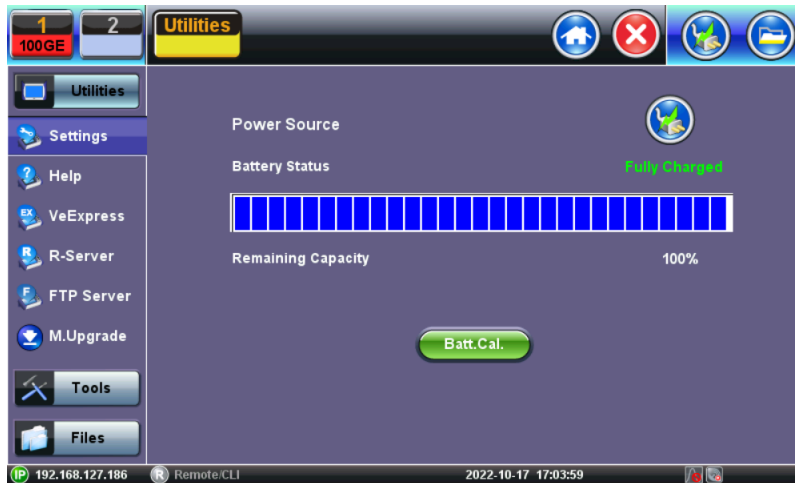 1 2 Utilities
100GE
Utilities
Settings
Help
VeExpress
R-Server
FTP Server
M.Upgrade
Tools
Files
Power Source
Battery Status Fully Charged
Remaining Capacity 100%
Batt.Cal.
IP 192.168.127.186 R Remote/CLI 2022-10-17 17:03:59